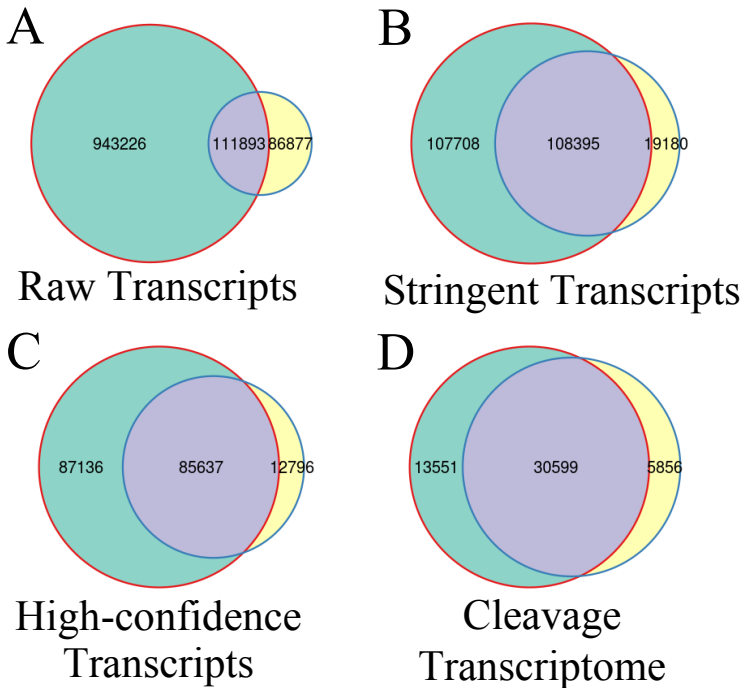 A
943226
111893
86877
Raw Transcripts
B
107708
108395
19180
Stringent Transcripts
C
87136
85637
12796
High-confidence
Transcripts
D
13551
30599
5856
Cleavage
Transcriptome